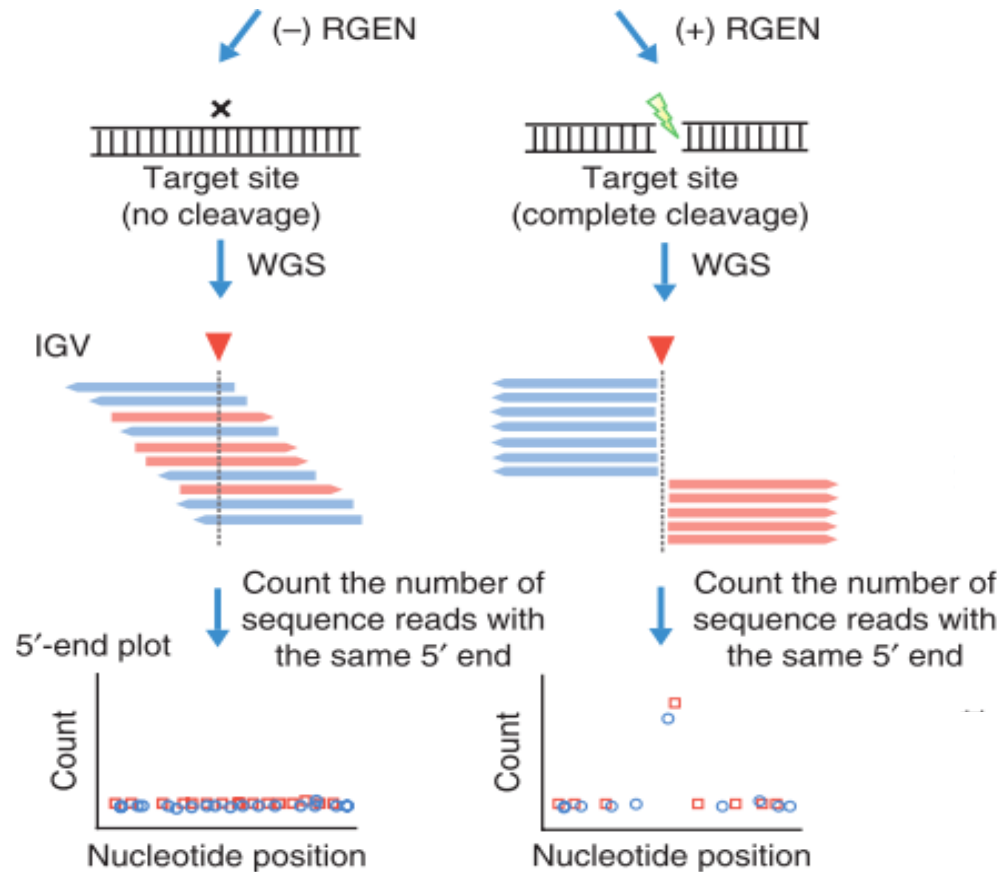 (–) RGEN
(+) RGEN
Target site
(no cleavage)
Target site
(complete cleavage)
WGS
WGS
IGV
Count the number of
sequence reads with
the same 5′ end
Count the number of
sequence reads with
the same 5′ end
5′-end plot
Count
Nucleotide position
Count
Nucleotide position